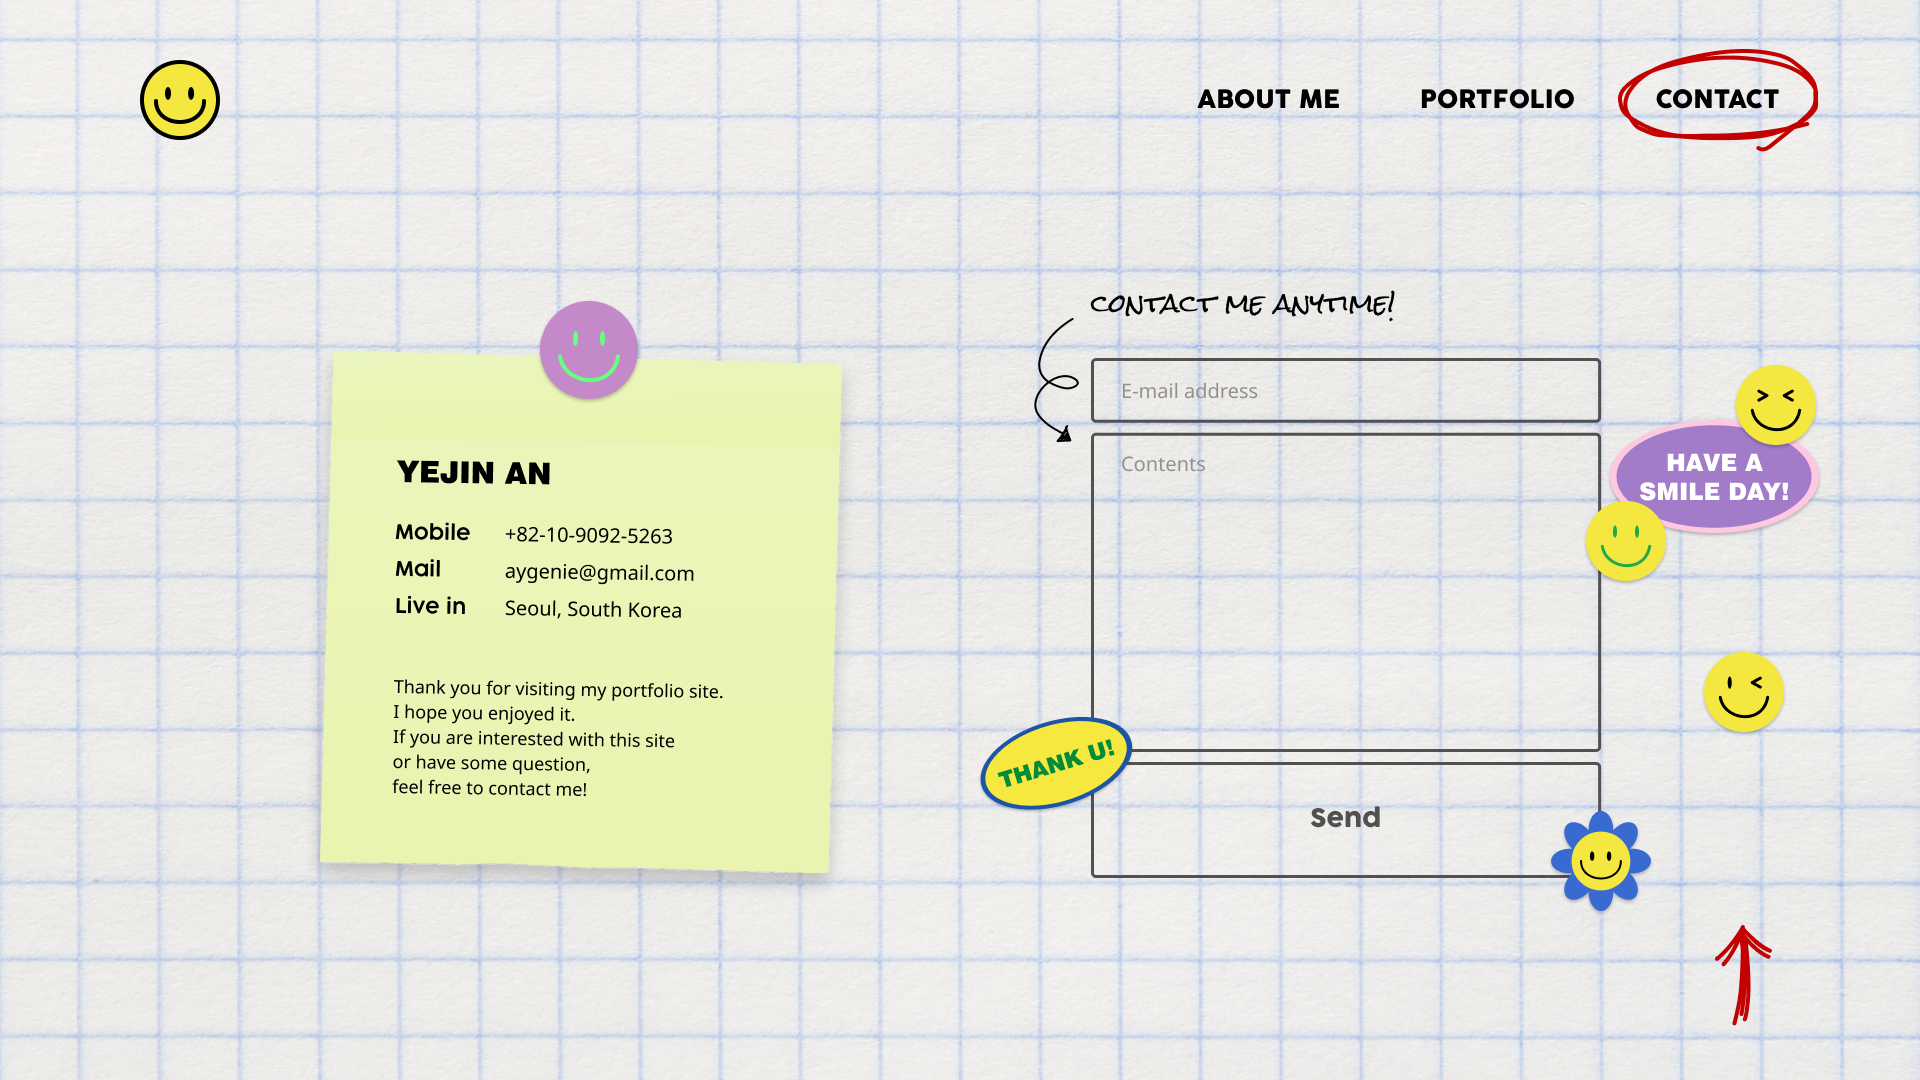 ABOUT ME
PORTFOLIO
CONTACT
YEJIN AN
Mobile +82-10-9092-5263
Mail aygenie@gmail.com
Live in Seoul, South Korea
Thank you for visiting my portfolio site.
I hope you enjoyed it.
If you are interested with this site
or have some question,
feel free to contact me!
CONTACT ME ANYTIME!
E-mail address
Contents
HAVE A
SMILE DAY!
THANK U!
Send